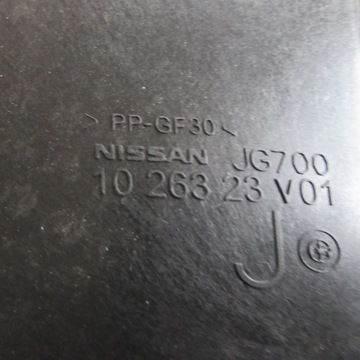 > PP-GF30 <
NISSAN JG700
10 263 23 V01
J